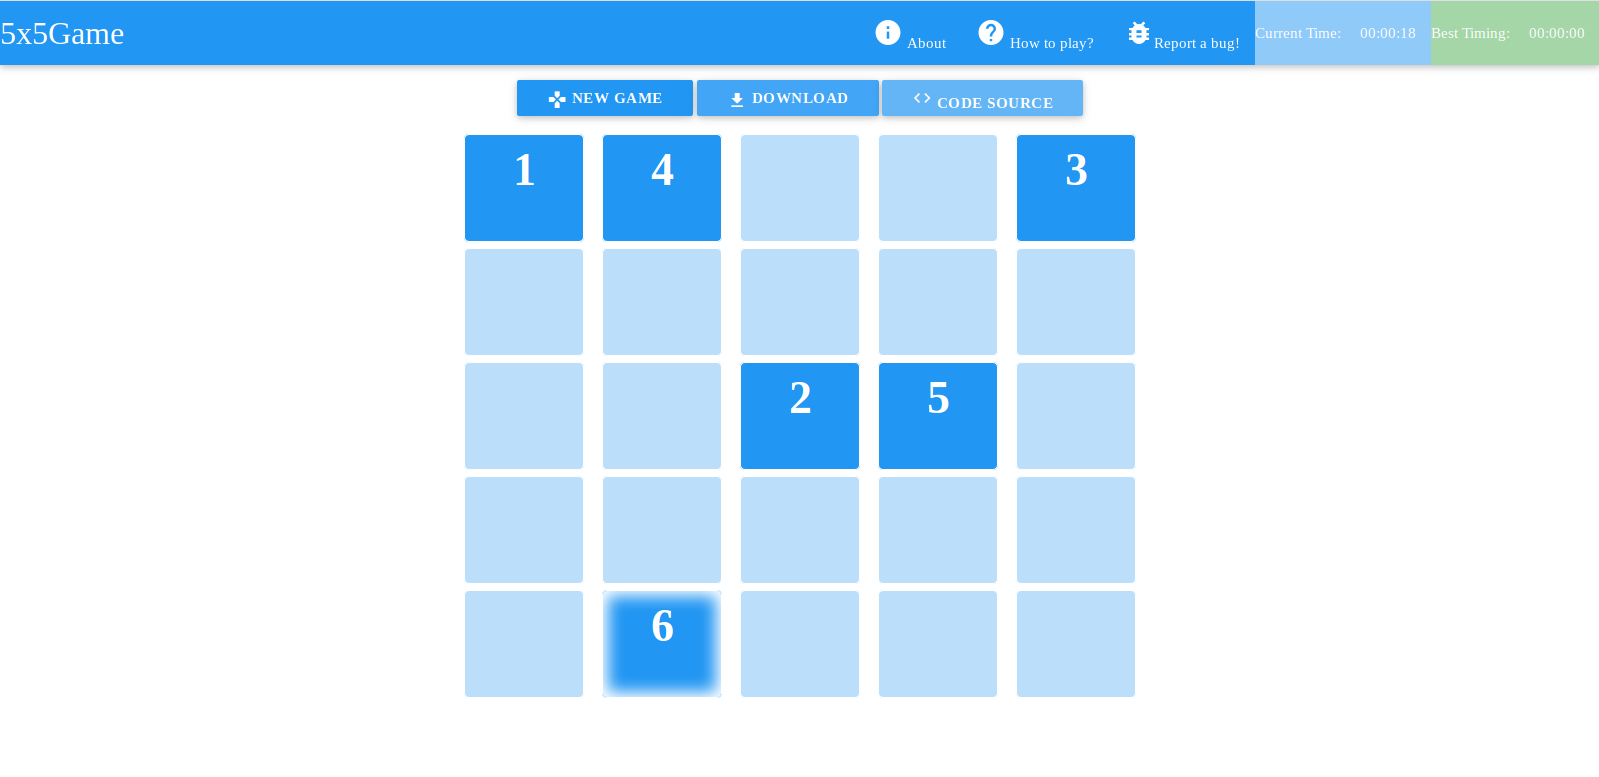 5x5Game About How to play? Report a bug! Current Time: 00:00:18 Best Timing: 00:00:00
NEW GAME DOWNLOAD CODE SOURCE
1 4 3
2 5
6